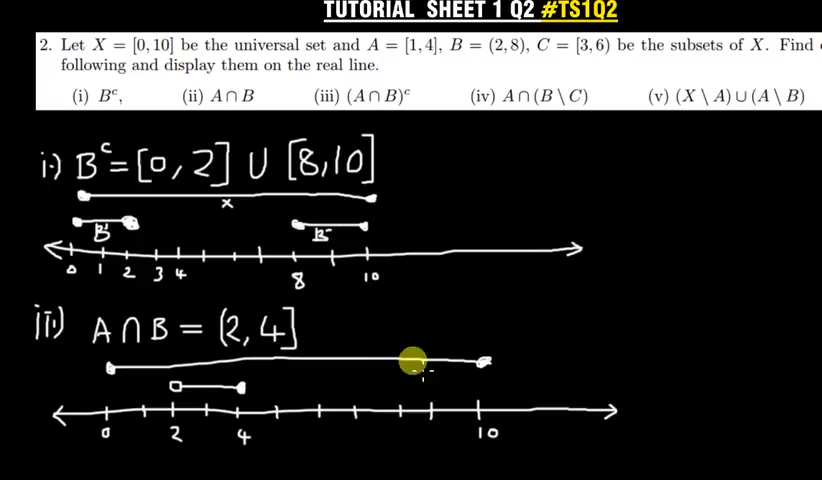 TUTORIAL SHEET 1 Q2 #TS1Q2
2. Let X = [0, 10] be the universal set and A = [1, 4], B = (2, 8), C = [3, 6) be the subsets of X. Find
following and display them on the real line.
(i) Bᶜ, (ii) A ∩ B (iii) (A ∩ B)ᶜ (iv) A ∩ (B \ C) (v) (X \ A) ∪ (A \ B)
i.) Bᶜ = [0, 2] ∪ [8, 10]
x
B
0 1 2 3 4 8 10
ii.) A ∩ B = (2, 4]
0 2 4 10